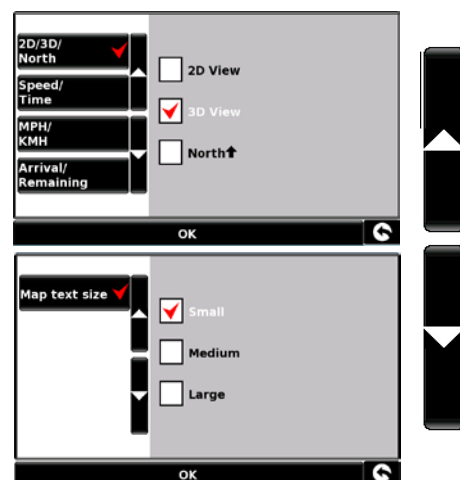 2D/3D/
North
Speed/
Time
MPH/
KMH
Arrival/
Remaining
2D View
3D View
North⬆
OK
Map text size
Small
Medium
Large
OK